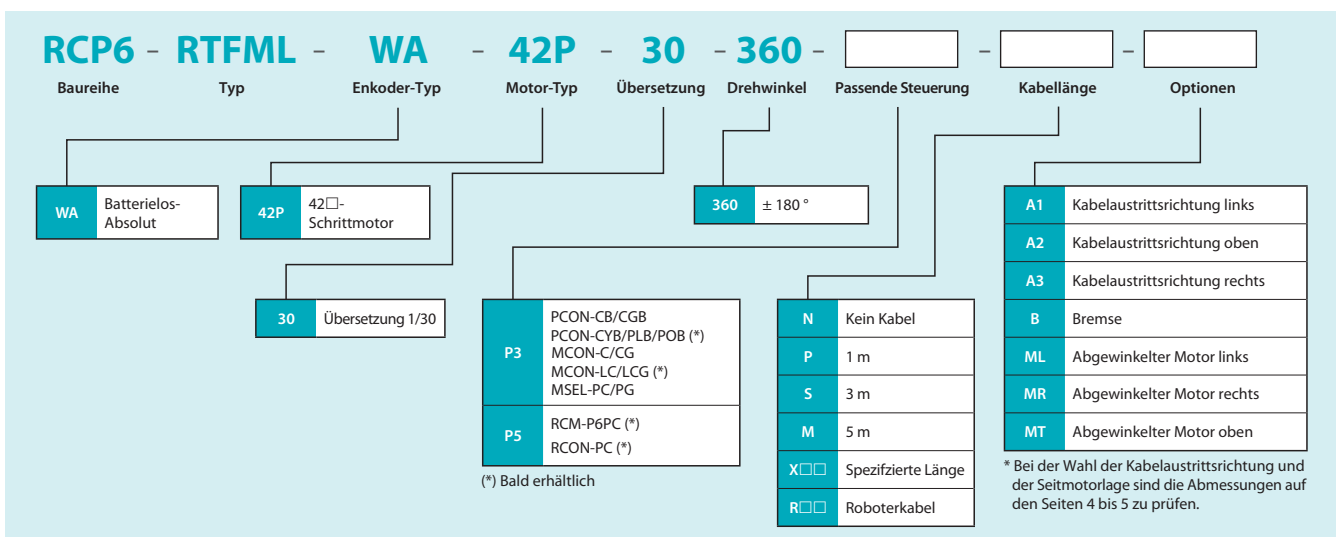 RCP6 – RTFML – WA – 42P – 30 – 360 – – –
Baureihe Typ Enkoder-Typ Motor-Typ Übersetzung Drehwinkel Passende Steuerung Kabellänge Optionen
WA Batterielos-
Absolut
42P 42□-
Schrittmotor
360 ± 180 °
30 Übersetzung 1/30
P3
PCON-CB/CGB
PCON-CYB/PLB/POB (*)
MCON-C/CG
MCON-LC/LCG (*)
MSEL-PC/PG
P5
RCM-P6PC (*)
RCON-PC (*)
(*) Bald erhältlich
N Kein Kabel
P 1 m
S 3 m
M 5 m
X□□ Spezifzierte Länge
R□□ Roboterkabel
A1 Kabelaustrittsrichtung links
A2 Kabelaustrittsrichtung oben
A3 Kabelaustrittsrichtung rechts
B Bremse
ML Abgewinkelter Motor links
MR Abgewinkelter Motor rechts
MT Abgewinkelter Motor oben
* Bei der Wahl der Kabelaustrittsrichtung und
der Seitmotorlage sind die Abmessungen auf
den Seiten 4 bis 5 zu prüfen.